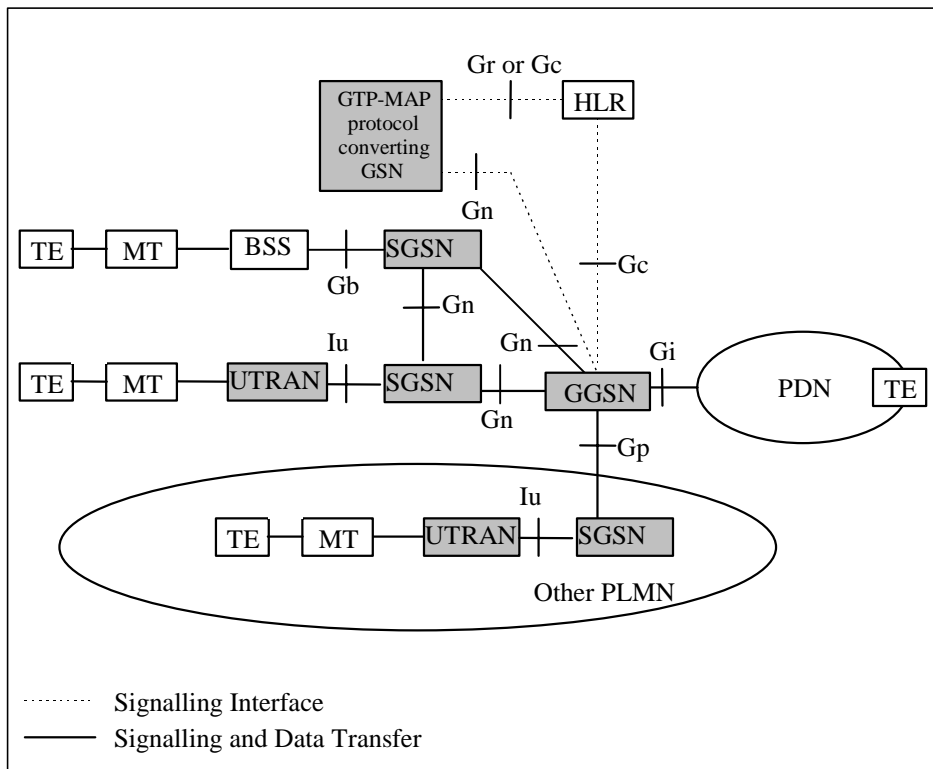 Gr or Gc
GTP-MAP
protocol
converting
GSN
HLR
Gn
TE
MT
BSS
SGSN
Gb
Gn
Gc
Gn
Iu
Gi
TE
MT
UTRAN
SGSN
Gn
GGSN
PDN
TE
Gp
Iu
TE
MT
UTRAN
SGSN
Other PLMN
Signalling Interface
Signalling and Data Transfer